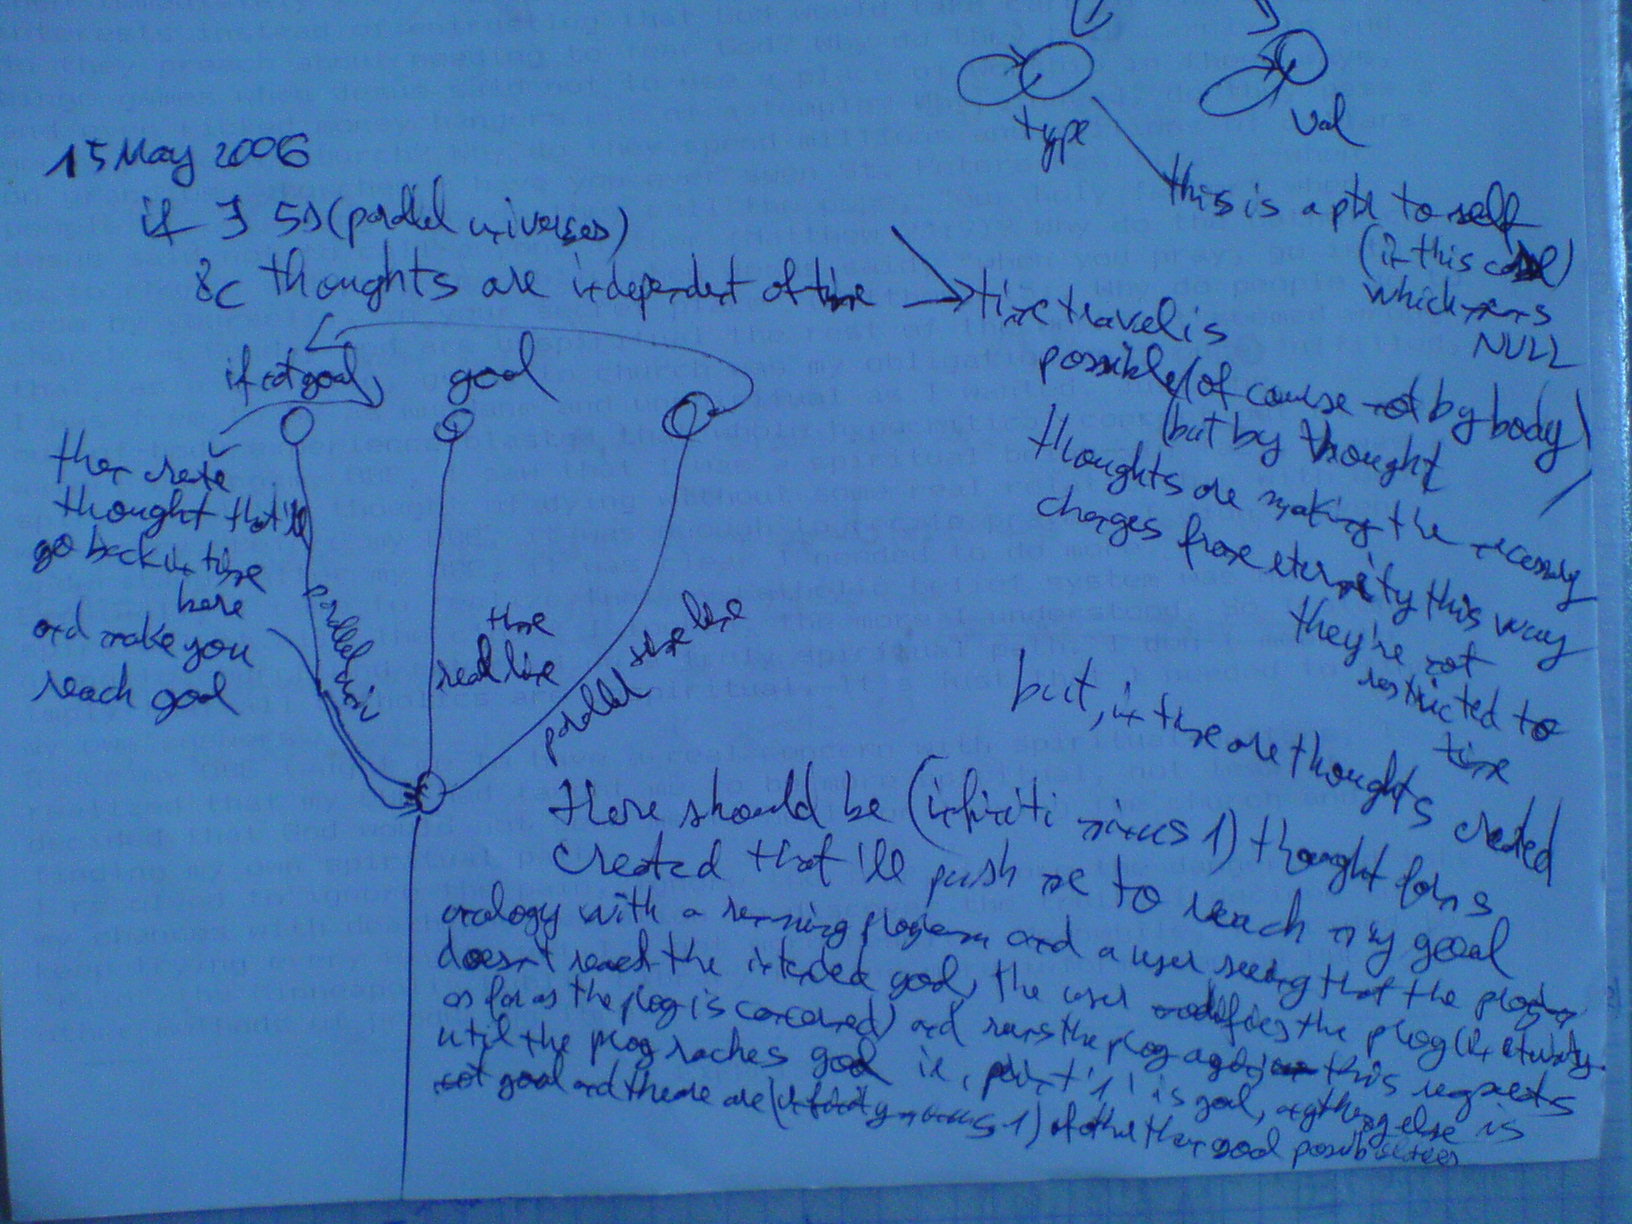 type
val
this is a ptr to self
(in this case)
which means
NULL
15 May 2006
if ∃ 5D (parallel universes)
&c thoughts are independent of time → time travel is
possible (of course not by body)
(but by thought
thoughts are making the necessary
changes from eternity this way
they're not
restricted to
time
if not goal,
goal
then create
thought that'll
go back in time
here
and make you
reach goal
parallel
time
real line
parallel time line
but, in time are thoughts created
there should be (infiniti minus 1) thought forms
created that'll push me to reach my goal
analogy with a running program and a user seeing that the program
doesn't reach the intended goal, the user modifies the prog (in eternity
as far as the prog is concerned) and runs the prog again this repeats
until the prog reaches goal ie, point '1' is goal, anything else is
not goal and there are (infinity minus 1) of other than goal possibilities